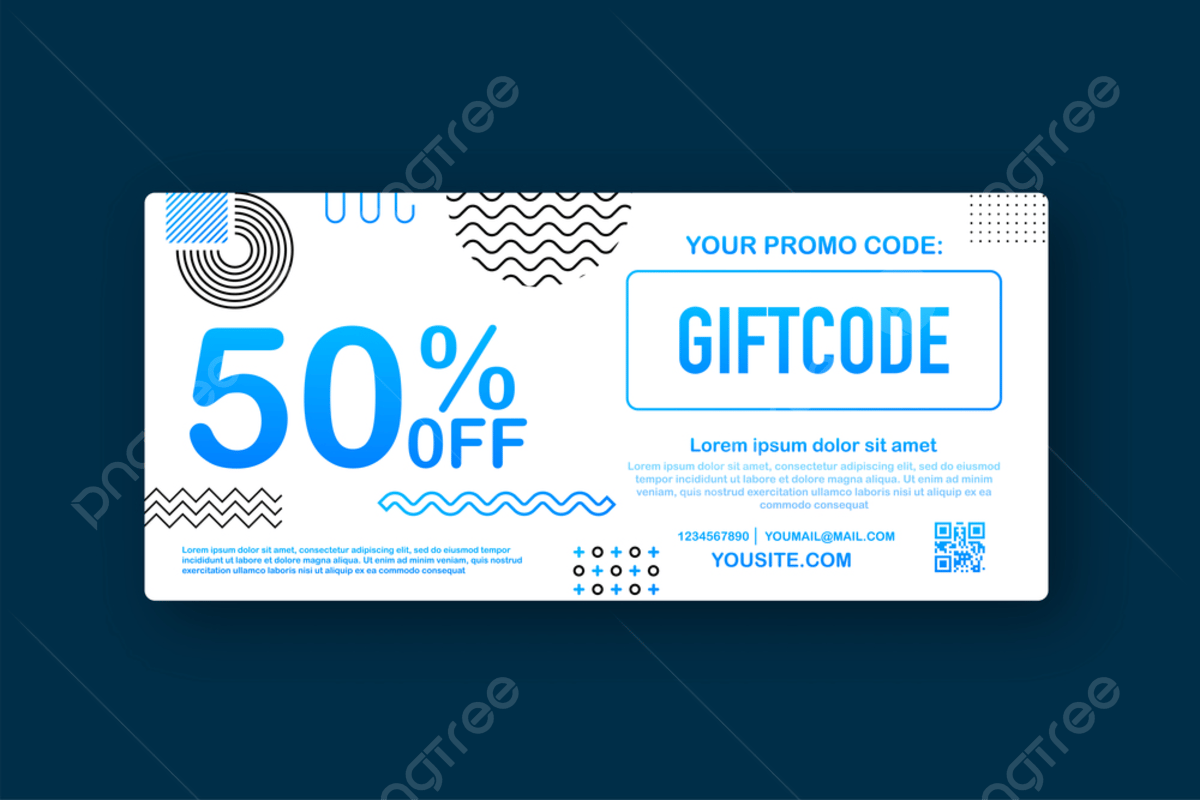 50%
OFF
Lorem ipsum dolor sit amet, consectetur adipiscing elit, sed do eiusmod tempor
incididunt ut labore et dolore magna aliqua. Ut enim ad minim veniam, quis nostrud
exercitation ullamco laboris nisi ut aliquip ex ea commodo consequat
YOUR PROMO CODE:
GIFTCODE
Lorem ipsum dolor sit amet
Lorem ipsum dolor sit amet, consectetur adipiscing elit, sed do eiusmod
tempor incididunt ut labore et dolore magna aliqua. Ut enim ad minim
veniam, quis nostrud exercitation ullamco laboris nisi ut aliquip ex ea
commodo consequat
1234567890 | YOUMAIL@MAIL.COM
YOUSITE.COM
pngtree
pngtree
pngtree
pngtree